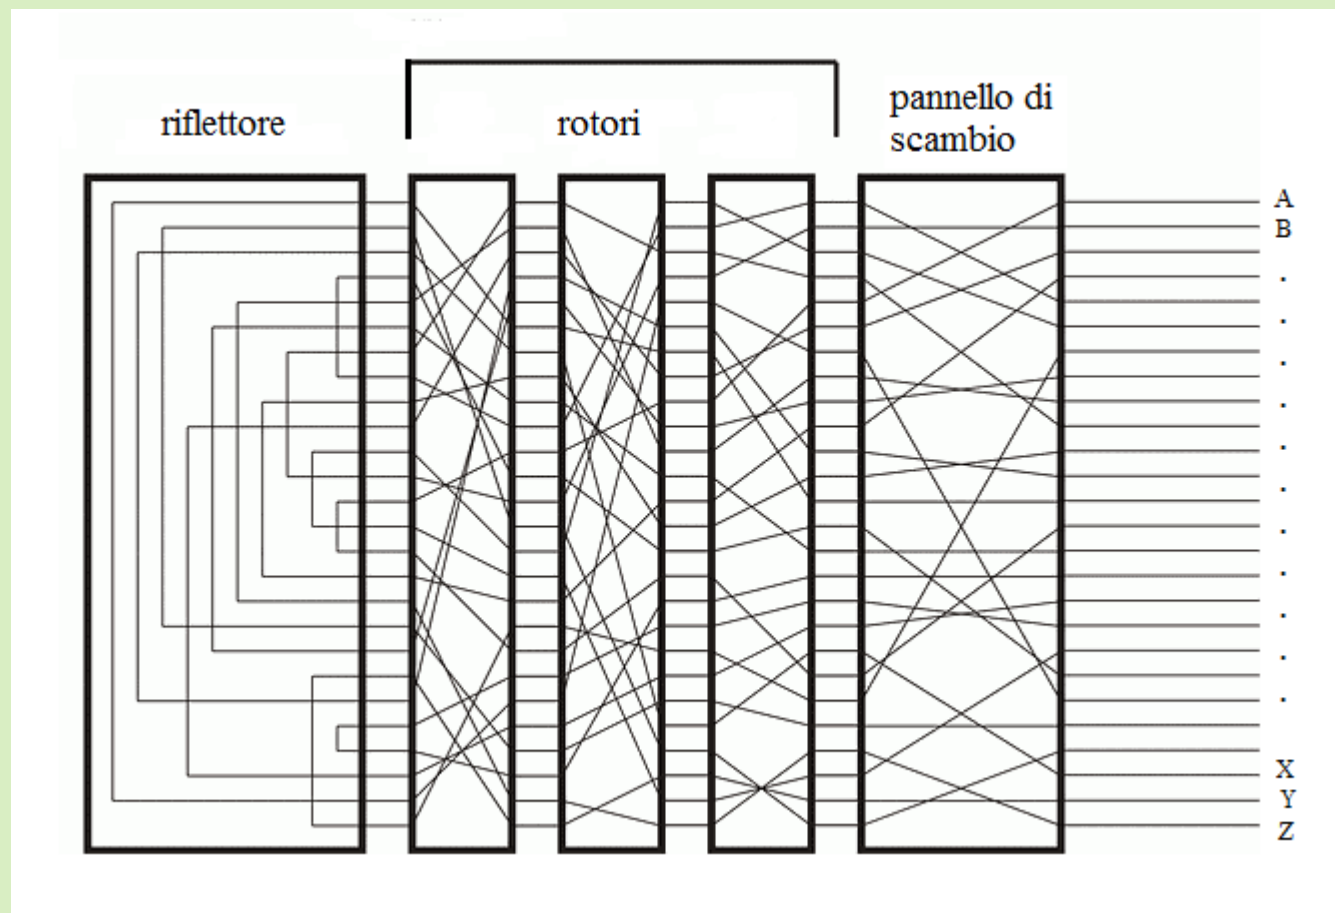 riflettore
rotori
pannello di
scambio
A
B
.
.
.
.
.
.
.
.
.
.
.
X
Y
Z